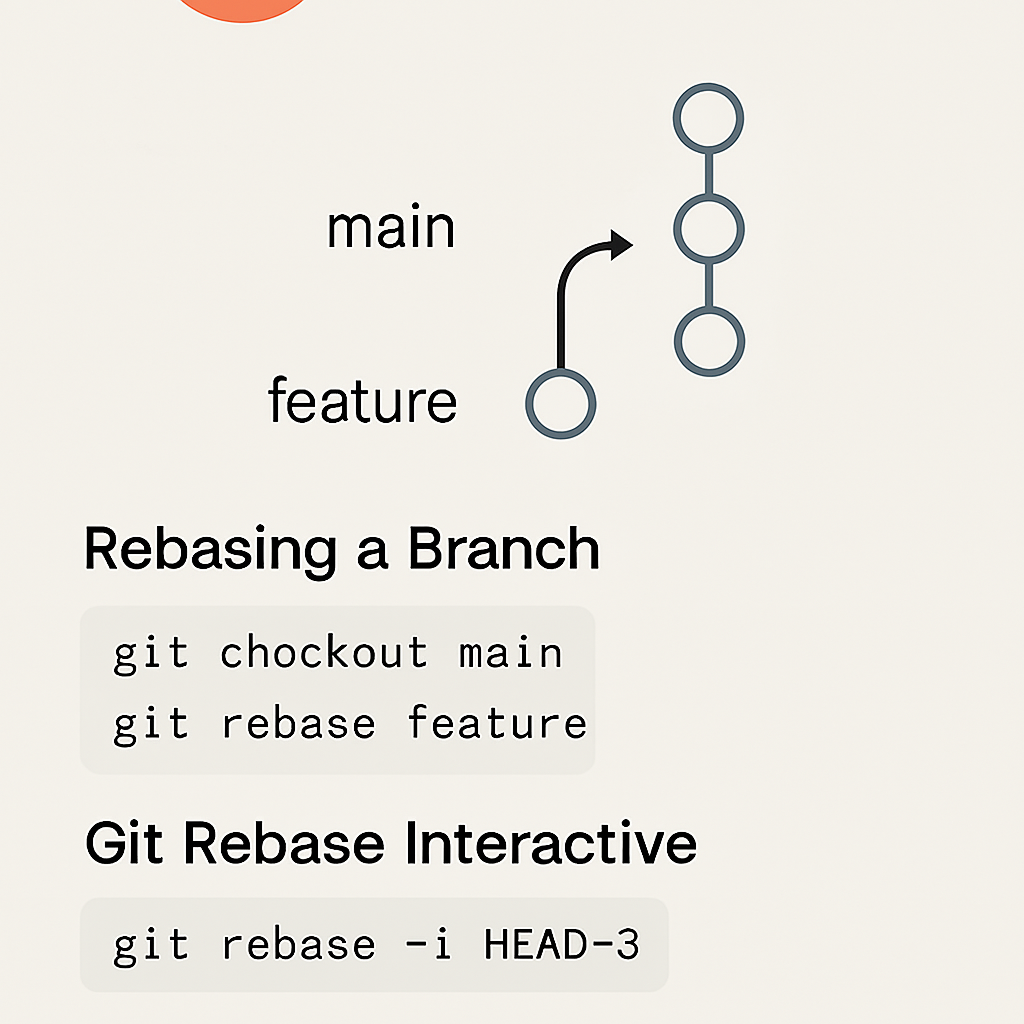 main
feature
Rebasing a Branch
git chockout main
git rebase feature
Git Rebase Interactive
git rebase -i HEAD-3